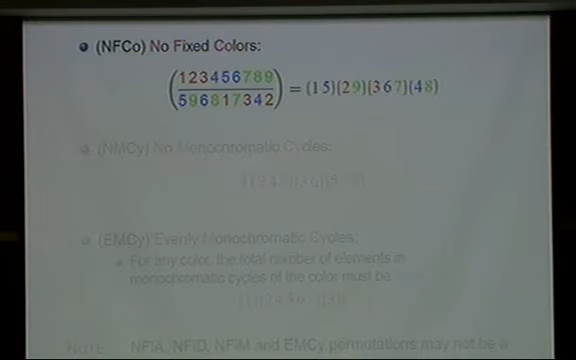 (NFCo) No Fixed Colors:
(123456789
596817342) = (15)(29)(367)(48)
(NMCy) No Monochromatic Cycles:
(EMCy) Evenly Monochromatic Cycles:
For any color, the total number of elements in
monochromatic cycles of the color must be
NOTE NFiA, NFiD, NFiM and EMCy permutations may not be a